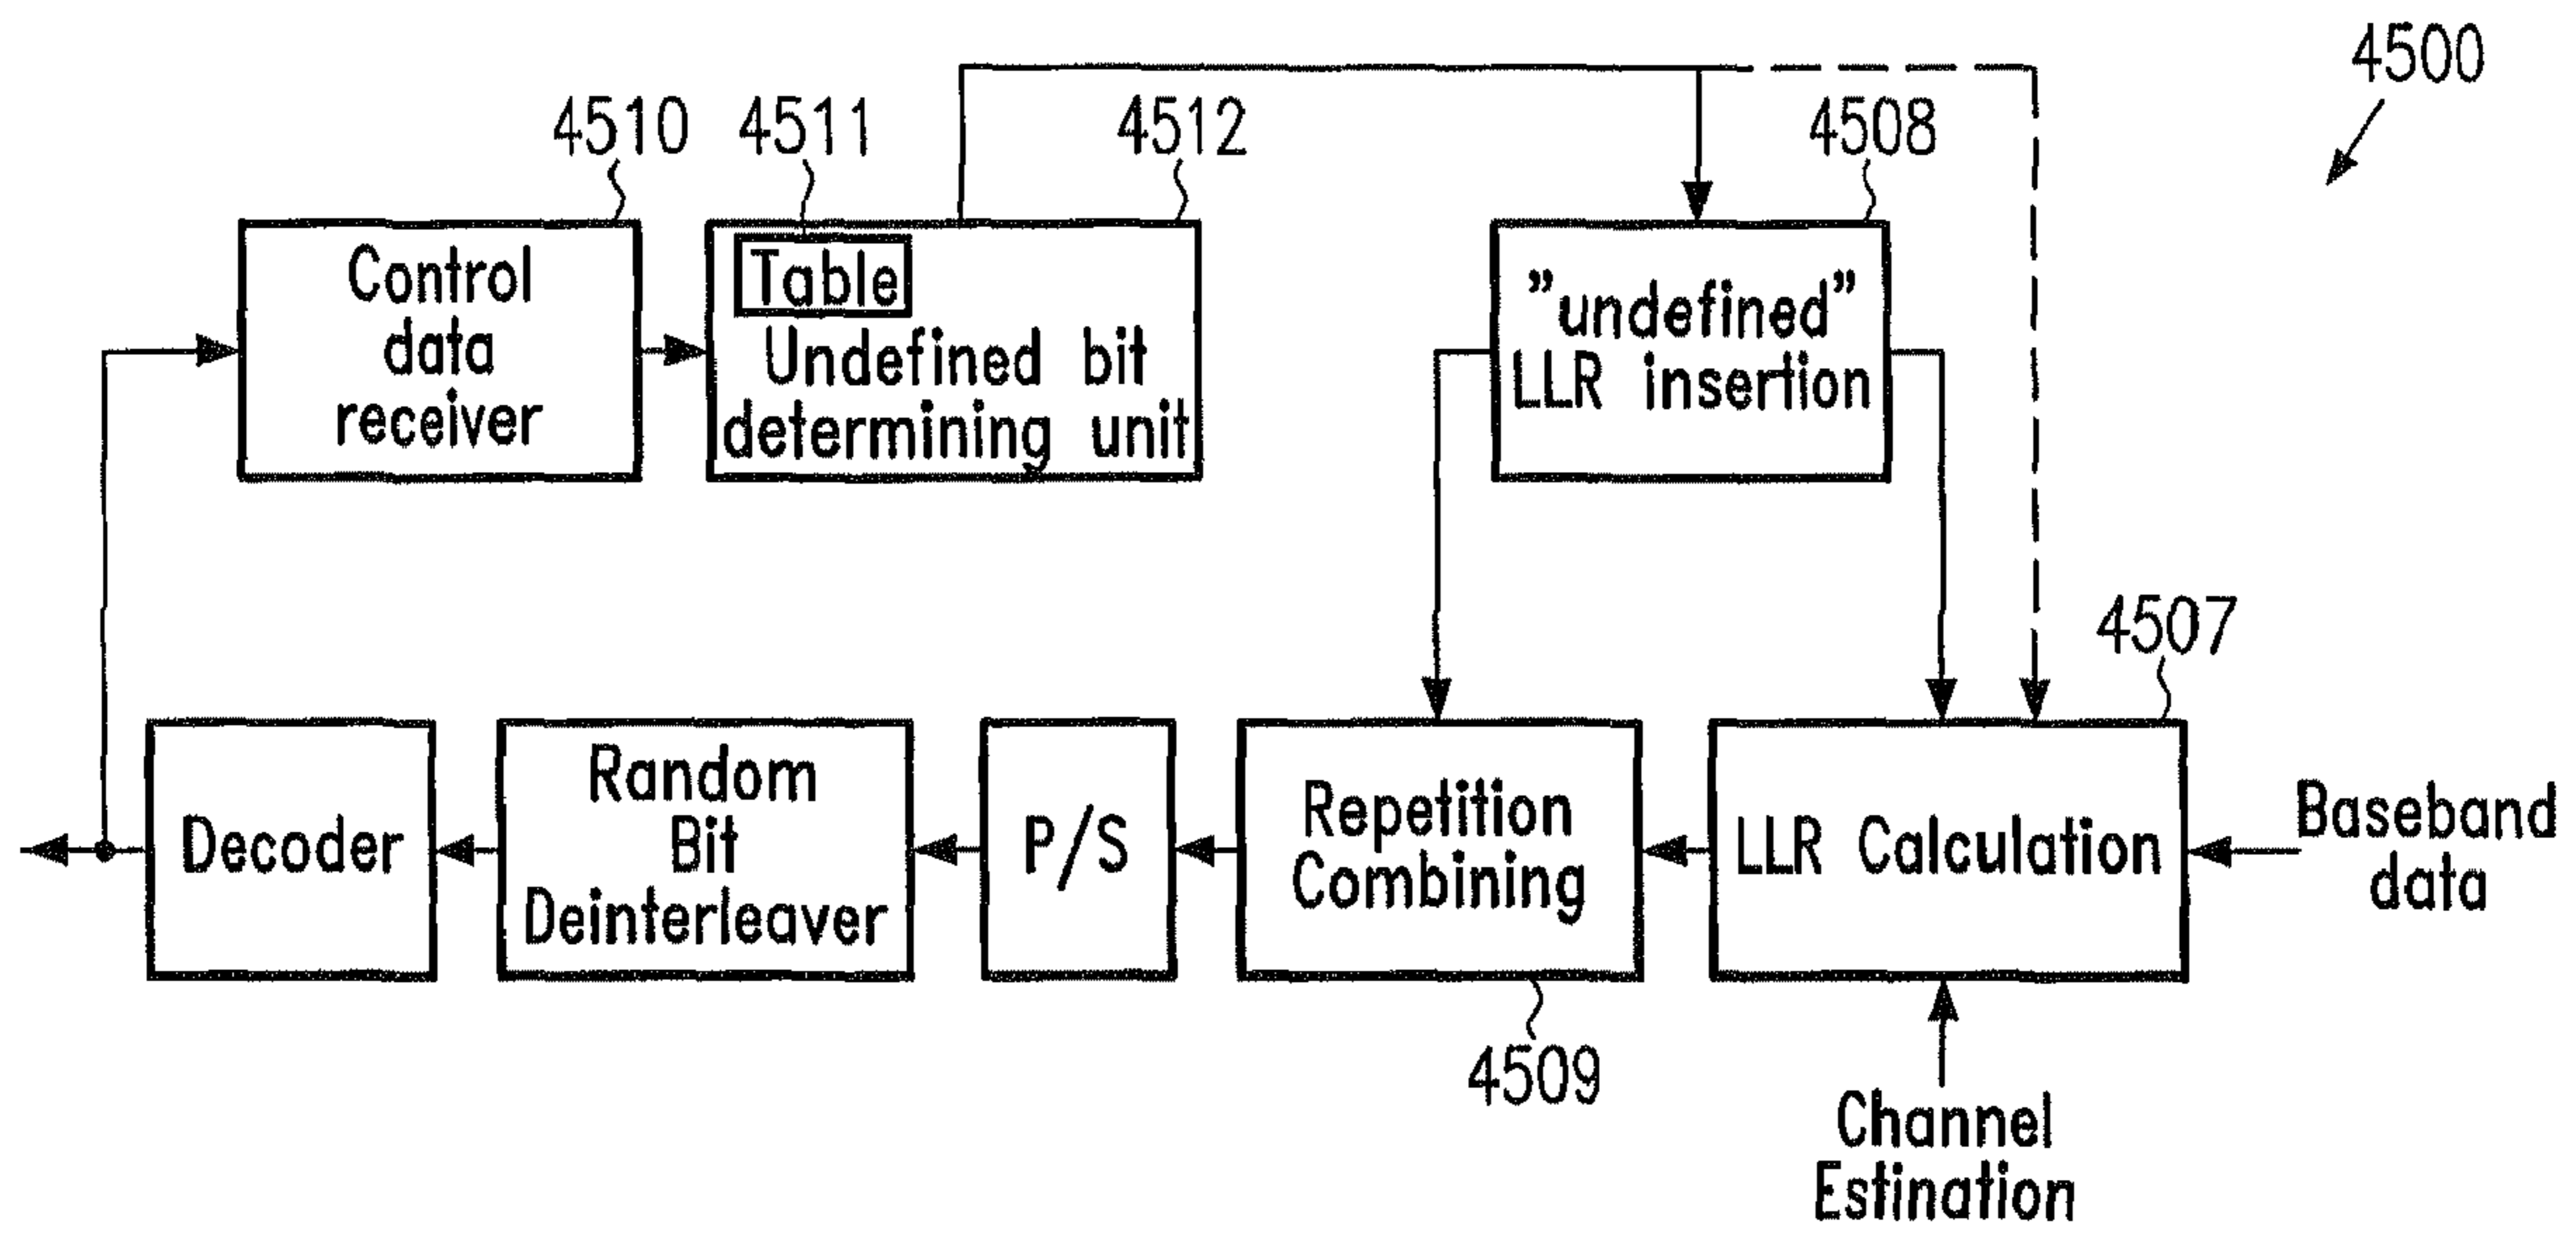 4500
4510
4511
4512
4508
Control
data
receiver
Table
Undefined bit
determining unit
"undefined"
LLR insertion
4507
Decoder
Random
Bit
Deinterleaver
P/S
Repetition
Combining
LLR Calculation
Baseband
data
4509
Channel
Estination